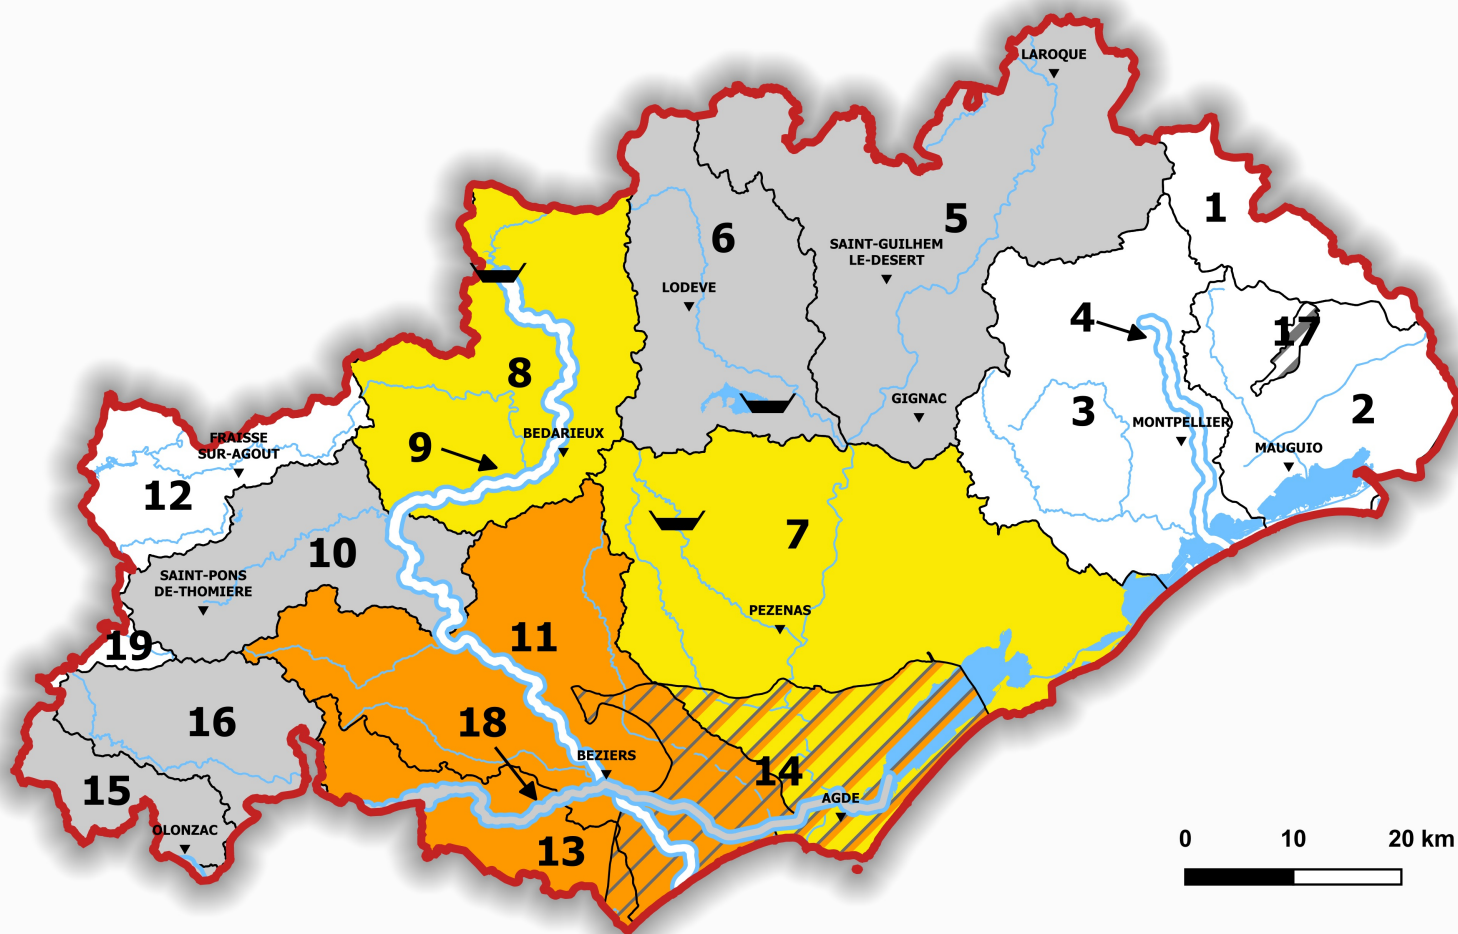 LAROQUE
1
5
6
SAINT-GUILHEM
LE-DESERT
LODEVE
4
17
8
GIGNAC
3
2
MONTPELLIER
BEDARIEUX
9
FRAISSE
SUR-AGOUT
MAUGUIO
12
7
10
SAINT-PONS
DE-THOMIERE
PEZENAS
11
19
16
18
BEZIERS
14
15
AGDE
OLONZAC
13
0 10 20 km